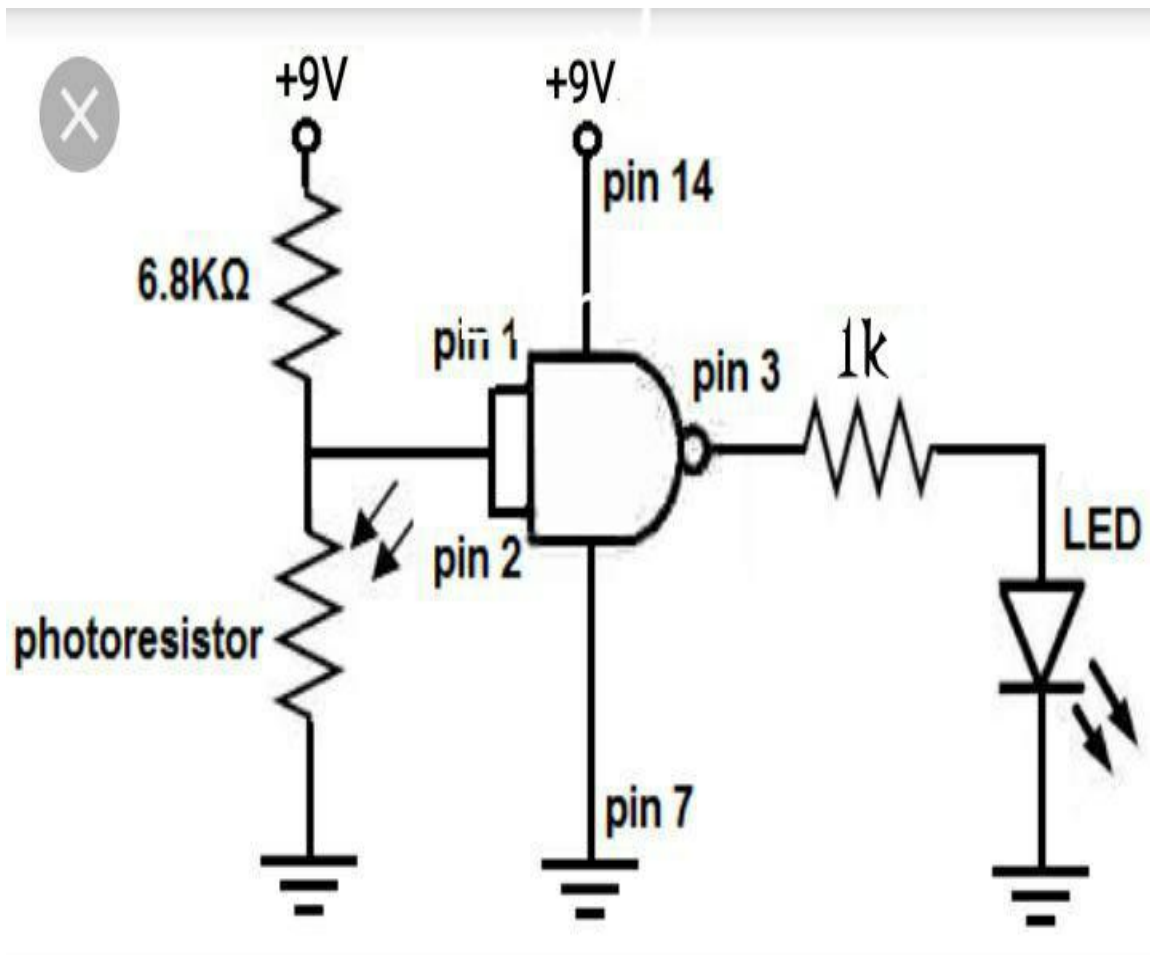 +9V
+9V
pin 14
6.8KΩ
pin 1
pin 3
1k
LED
pin 2
photoresistor
pin 7